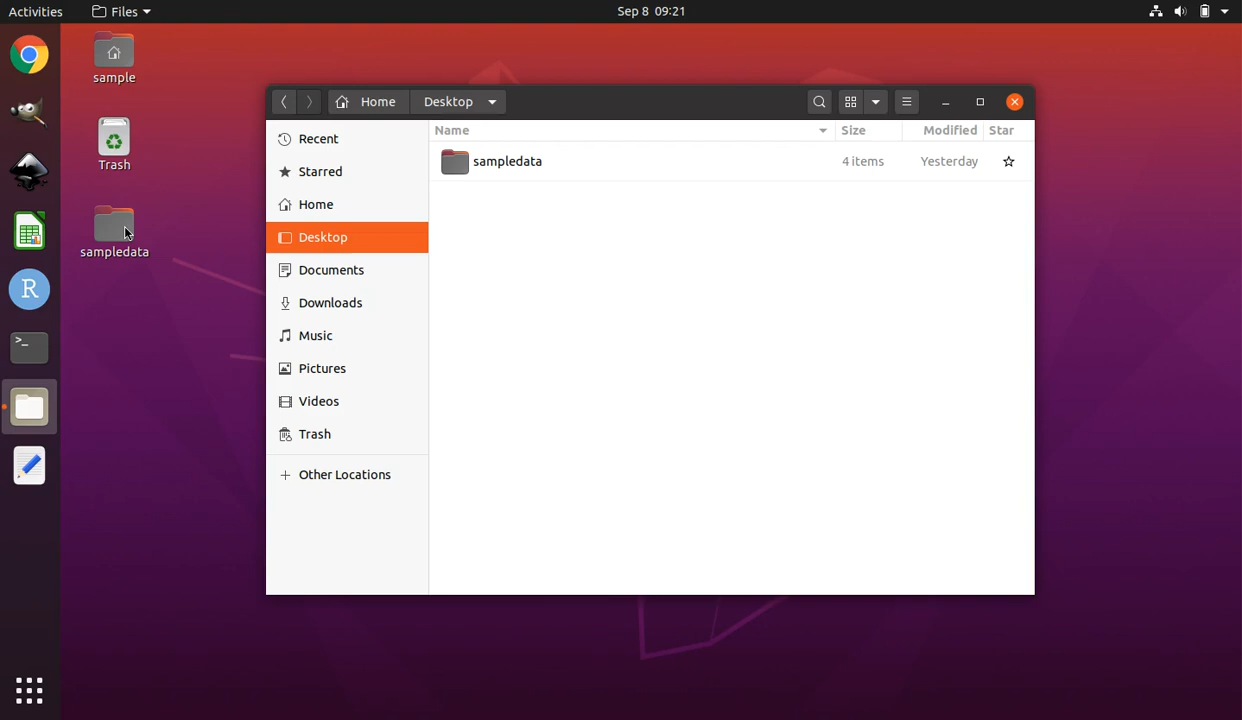 Activities Files Sep 8 09:21
sample
Trash
sampledata
Home Desktop
Recent
Starred
Home
Desktop
Documents
Downloads
Music
Pictures
Videos
Trash
Other Locations
Name Size Modified Star
sampledata 4 items Yesterday
R
>_